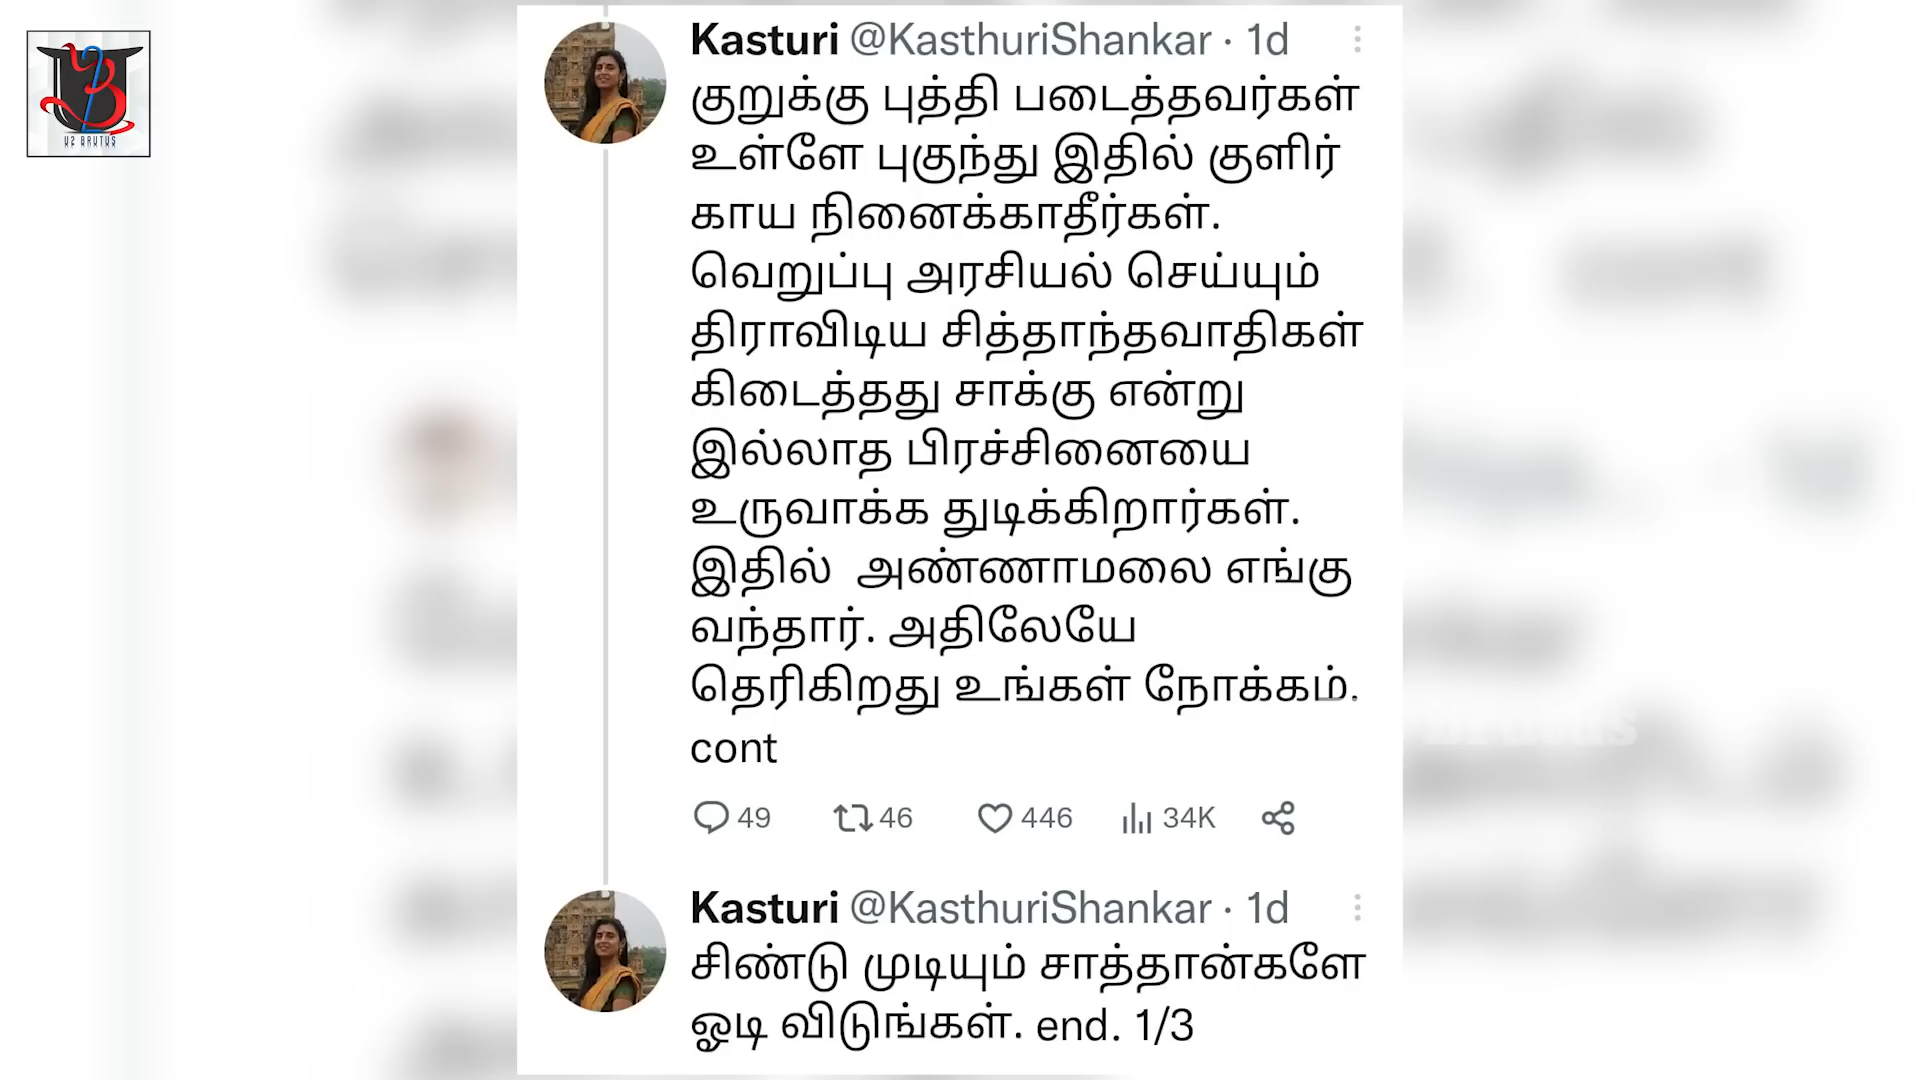 U2 BRUTUS
Kasturi @KasthuriShankar · 1d
குறுக்கு புத்தி படைத்தவர்கள்
உள்ளே புகுந்து இதில் குளிர்
காய நினைக்காதீர்கள்.
வெறுப்பு அரசியல் செய்யும்
திராவிடிய சித்தாந்தவாதிகள்
கிடைத்தது சாக்கு என்று
இல்லாத பிரச்சினையை
உருவாக்க துடிக்கிறார்கள்.
இதில்  அண்ணாமலை எங்கு
வந்தார். அதிலேயே
தெரிகிறது உங்கள் நோக்கம்.
cont
49 46 446 34K
Kasturi @KasthuriShankar · 1d
சிண்டு முடியும் சாத்தான்களே
ஓடி விடுங்கள். end. 1/3